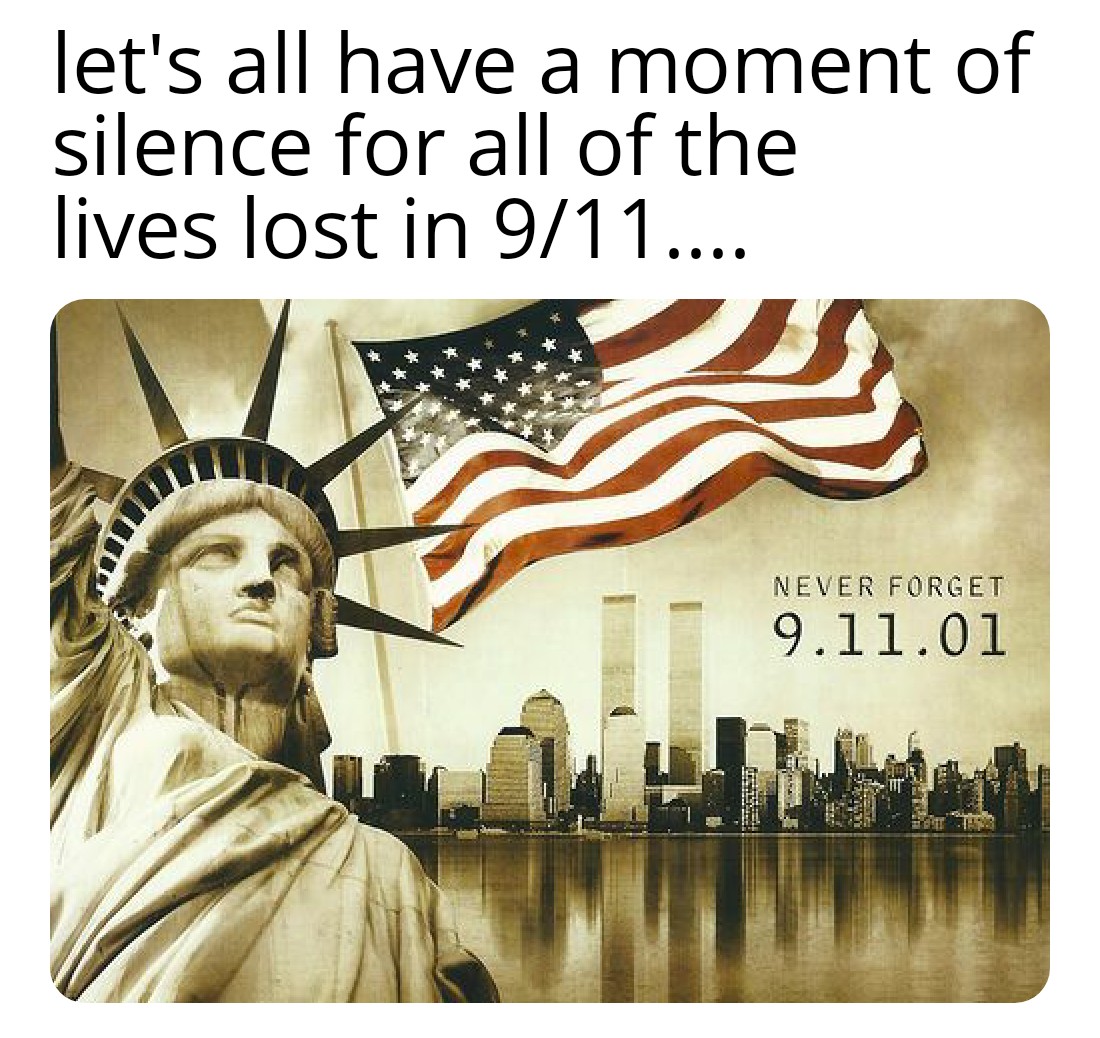 let's all have a moment of
silence for all of the
lives lost in 9/11....
NEVER FORGET
9.11.01